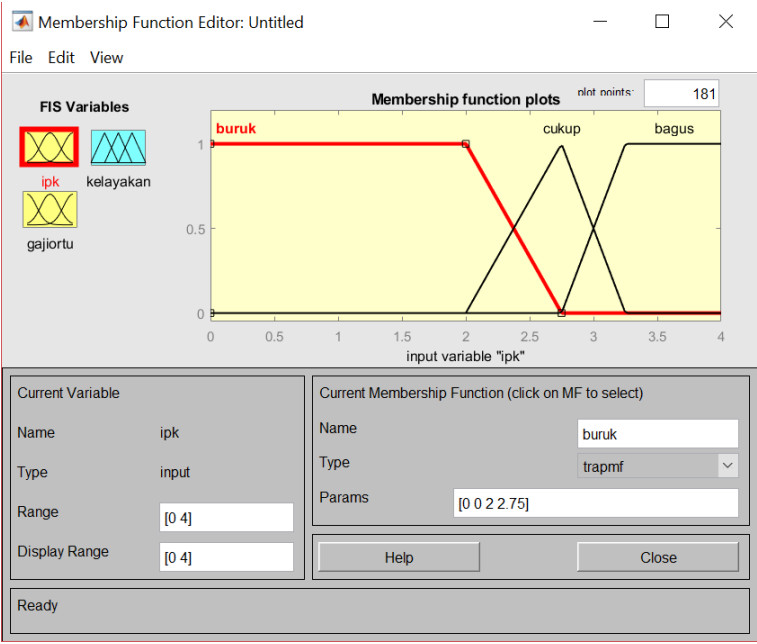 Membership Function Editor: Untitled
File Edit View
FIS Variables
ipk
kelayakan
gajiortu
Membership function plots
plot points:
181
buruk
cukup
bagus
1
0.5
0
0 0.5 1 1.5 2 2.5 3 3.5 4
input variable "ipk"
Current Variable
Name ipk
Type input
Range [0 4]
Display Range [0 4]
Current Membership Function (click on MF to select)
Name buruk
Type trapmf
Params [0 0 2 2.75]
Help
Close
Ready